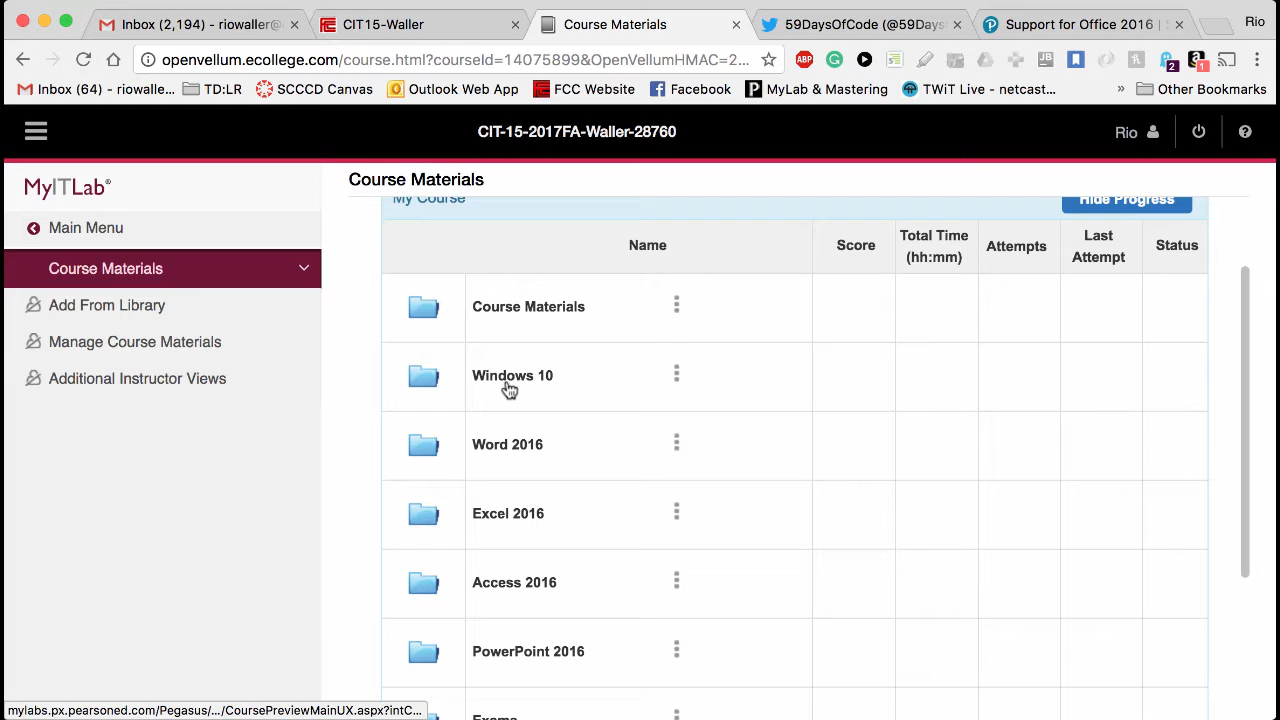 Inbox (2,194) - riowaller@
CIT15-Waller
Course Materials
59DaysOfCode (@59Days
Support for Office 2016 | S
Rio
openvellum.ecollege.com/course.html?courseId=14075899&OpenVellumHMAC=2...
ABP
JB
2
1
Inbox (64) - riowalle...
TD:LR
SCCCD Canvas
Outlook Web App
FCC Website
Facebook
MyLab & Mastering
TWiT Live - netcast...
»
Other Bookmarks
CIT-15-2017FA-Waller-28760
Rio
MyITLab®
Course Materials
Main Menu
My Course
Hide Progress
Name
Score
Total Time
(hh:mm)
Attempts
Last
Attempt
Status
Course Materials
Add From Library
Manage Course Materials
Additional Instructor Views
Course Materials
Windows 10
Word 2016
Excel 2016
Access 2016
PowerPoint 2016
Exams
mylabs.px.pearsoned.com/Pegasus/.../CoursePreviewMainUX.aspx?intC...